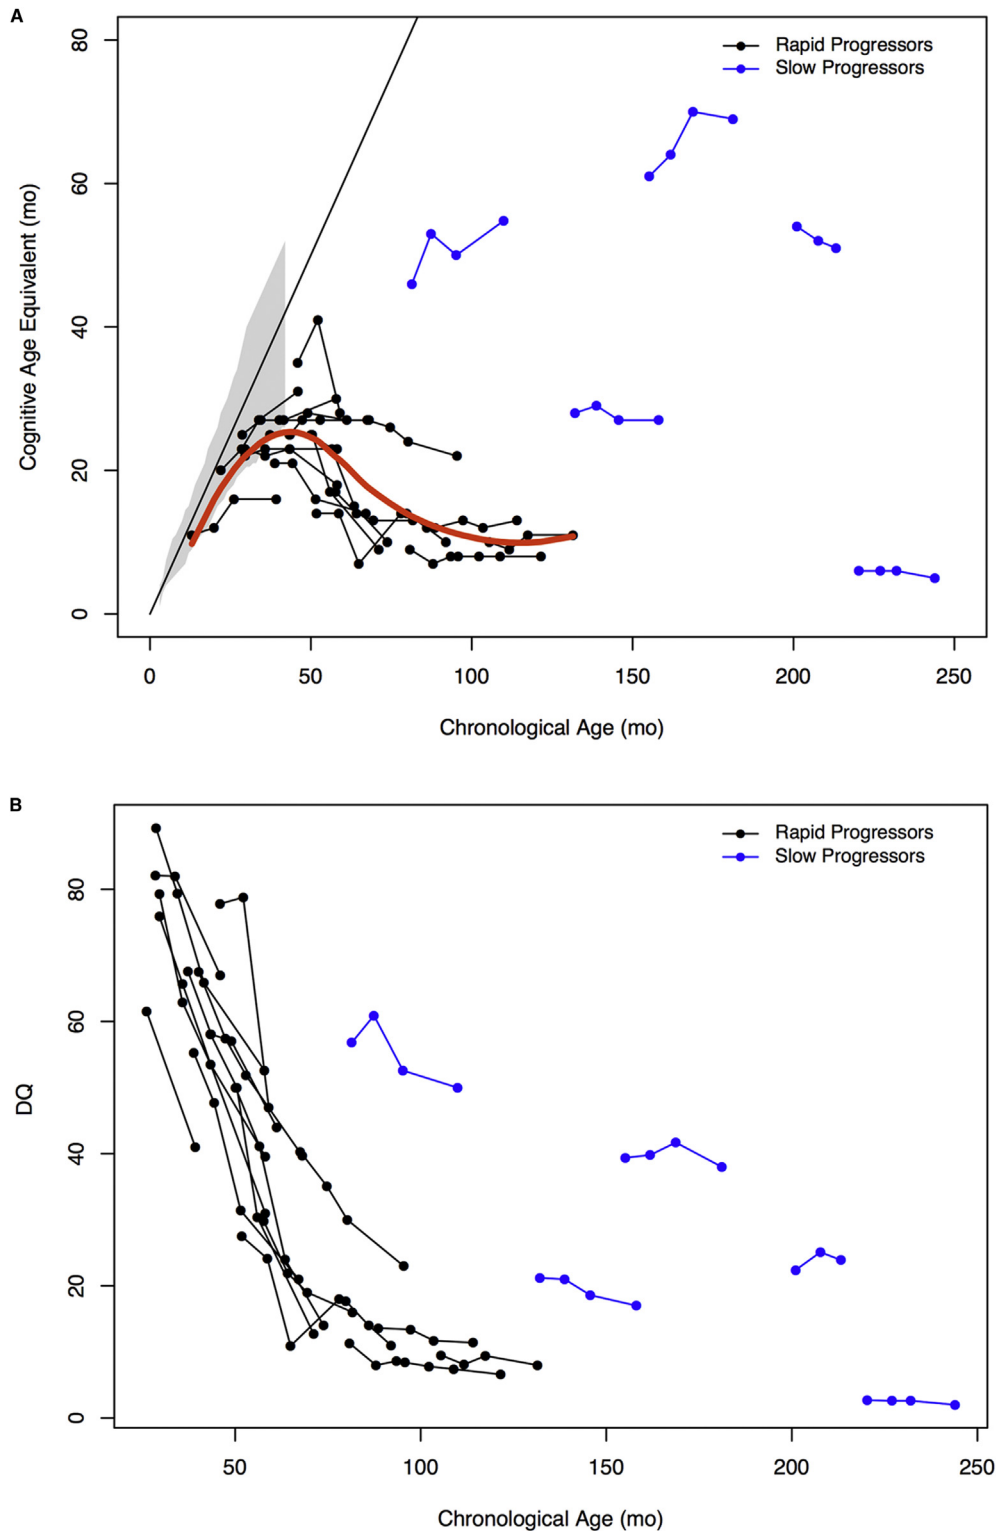 A
80
60
40
20
0
Cognitive Age Equivalent (mo)
Rapid Progressors
Slow Progressors
0 50 100 150 200 250
Chronological Age (mo)
B
80
60
40
20
0
DQ
Rapid Progressors
Slow Progressors
50 100 150 200 250
Chronological Age (mo)